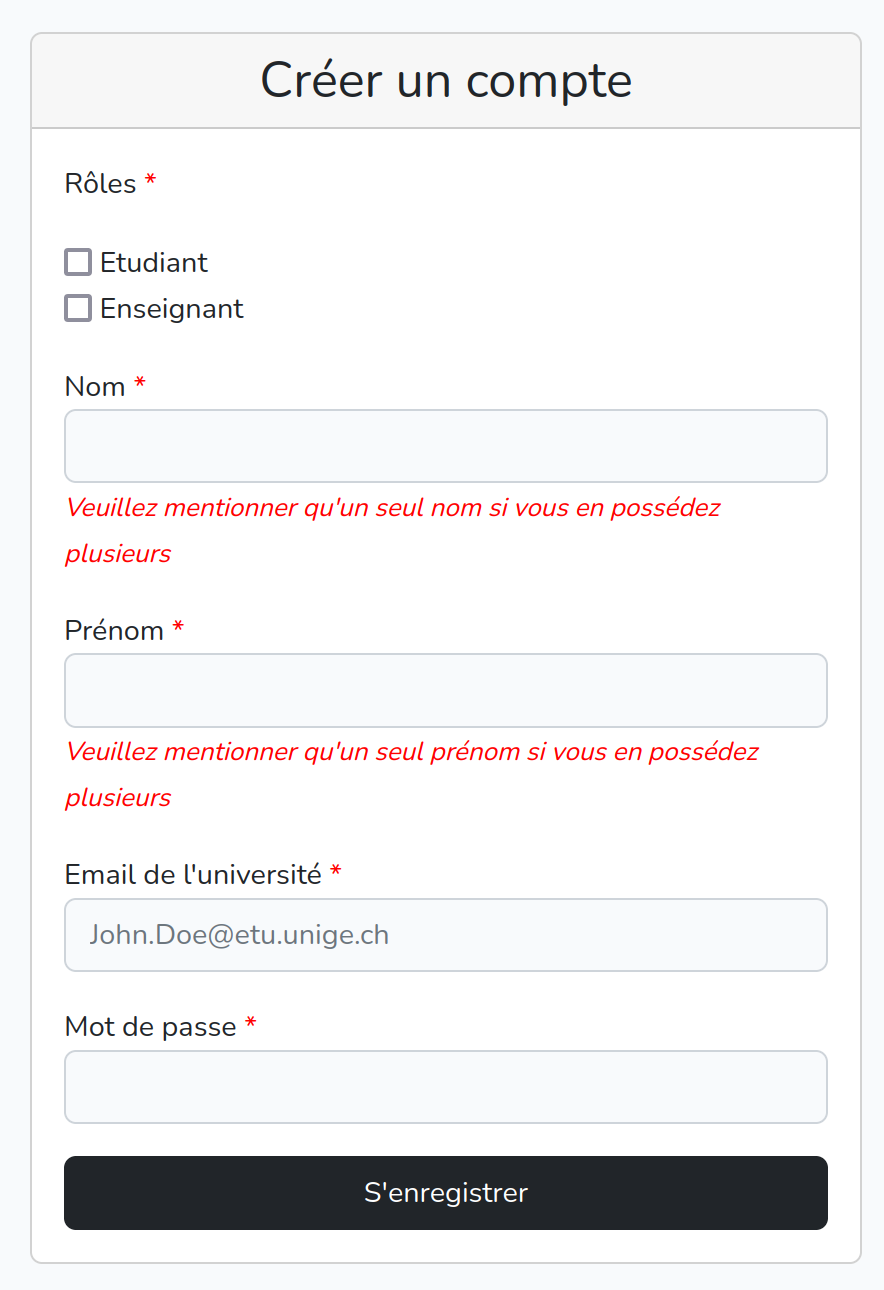 Créer un compte
Rôles *
Etudiant
Enseignant
Nom *
Veuillez mentionner qu'un seul nom si vous en possédez
plusieurs
Prénom *
Veuillez mentionner qu'un seul prénom si vous en possédez
plusieurs
Email de l'université *
John.Doe@etu.unige.ch
Mot de passe *
S'enregistrer